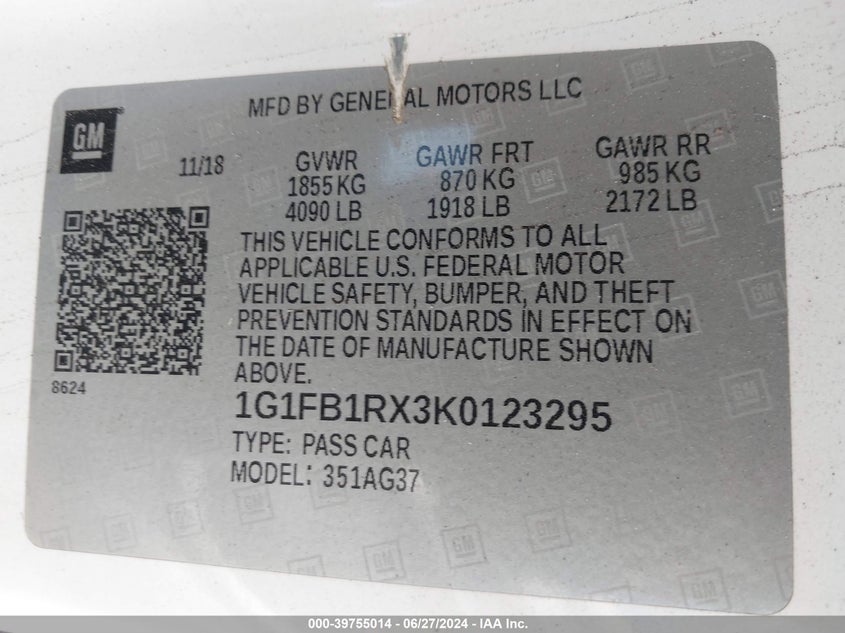 GM
MFD BY GENERAL MOTORS LLC
11/18
GVWR GAWR FRT GAWR RR
1855 KG 870 KG 985 KG
4090 LB 1918 LB 2172 LB
THIS VEHICLE CONFORMS TO ALL
APPLICABLE U.S. FEDERAL MOTOR
VEHICLE SAFETY, BUMPER, AND THEFT
PREVENTION STANDARDS IN EFFECT ON
THE DATE OF MANUFACTURE SHOWN
ABOVE.
8624
1G1FB1RX3K0123295
TYPE: PASS CAR
MODEL: 351AG37
000-39755014 - 06/27/2024 - IAA Inc.